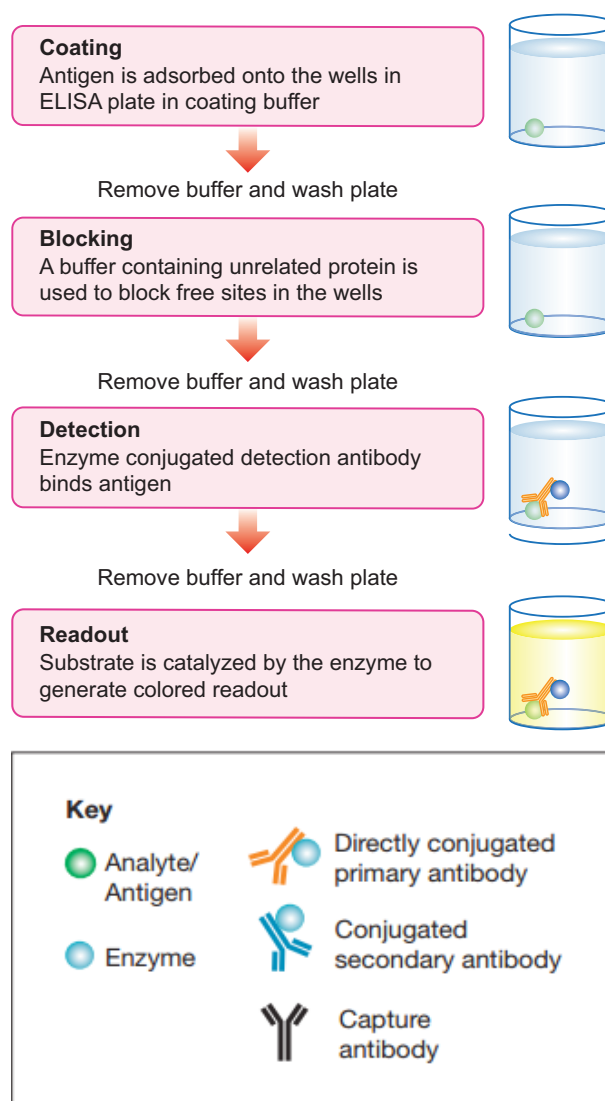 Coating
Antigen is adsorbed onto the wells in
ELISA plate in coating buffer
Remove buffer and wash plate
Blocking
A buffer containing unrelated protein is
used to block free sites in the wells
Remove buffer and wash plate
Detection
Enzyme conjugated detection antibody
binds antigen
Remove buffer and wash plate
Readout
Substrate is catalyzed by the enzyme to
generate colored readout
Key
Analyte/
Antigen
Enzyme
Directly conjugated
primary antibody
Conjugated
secondary antibody
Capture
antibody